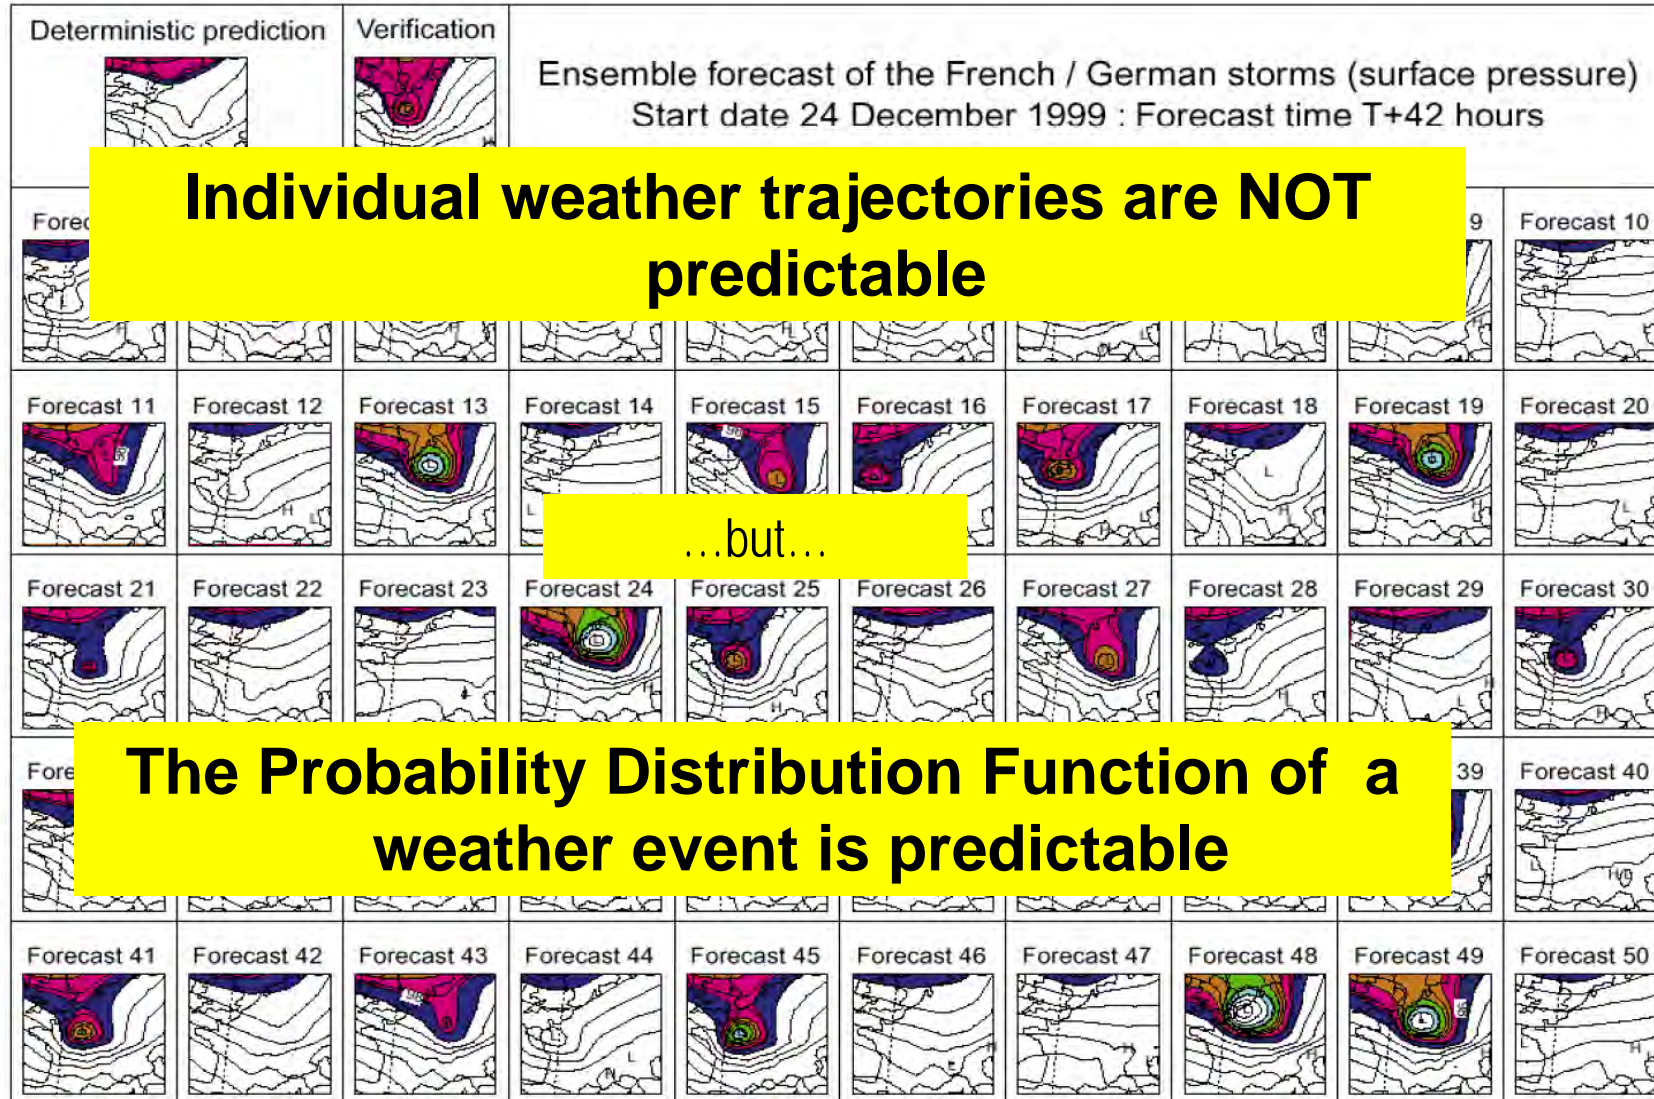 Deterministic prediction
Verification
Ensemble forecast of the French / German storms (surface pressure)
Start date 24 December 1999 : Forecast time T+42 hours
Individual weather trajectories are NOT
predictable
9
Forecast 10
Forecast 11
Forecast 12
Forecast 13
Forecast 14
Forecast 15
Forecast 16
Forecast 17
Forecast 18
Forecast 19
Forecast 20
...but...
Forecast 21
Forecast 22
Forecast 23
Forecast 24
Forecast 25
Forecast 26
Forecast 27
Forecast 28
Forecast 29
Forecast 30
The Probability Distribution Function of a
weather event is predictable
39
Forecast 40
Forecast 41
Forecast 42
Forecast 43
Forecast 44
Forecast 45
Forecast 46
Forecast 47
Forecast 48
Forecast 49
Forecast 50